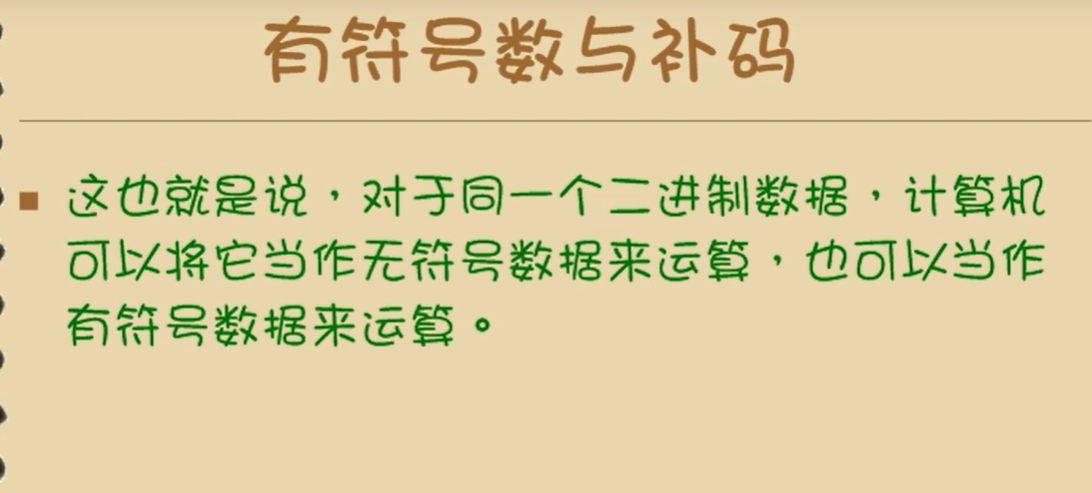 有符号数与补码
这也就是说，对于同一个二进制数据，计算机
可以将它当作无符号数据来运算，也可以当作
有符号数据来运算。